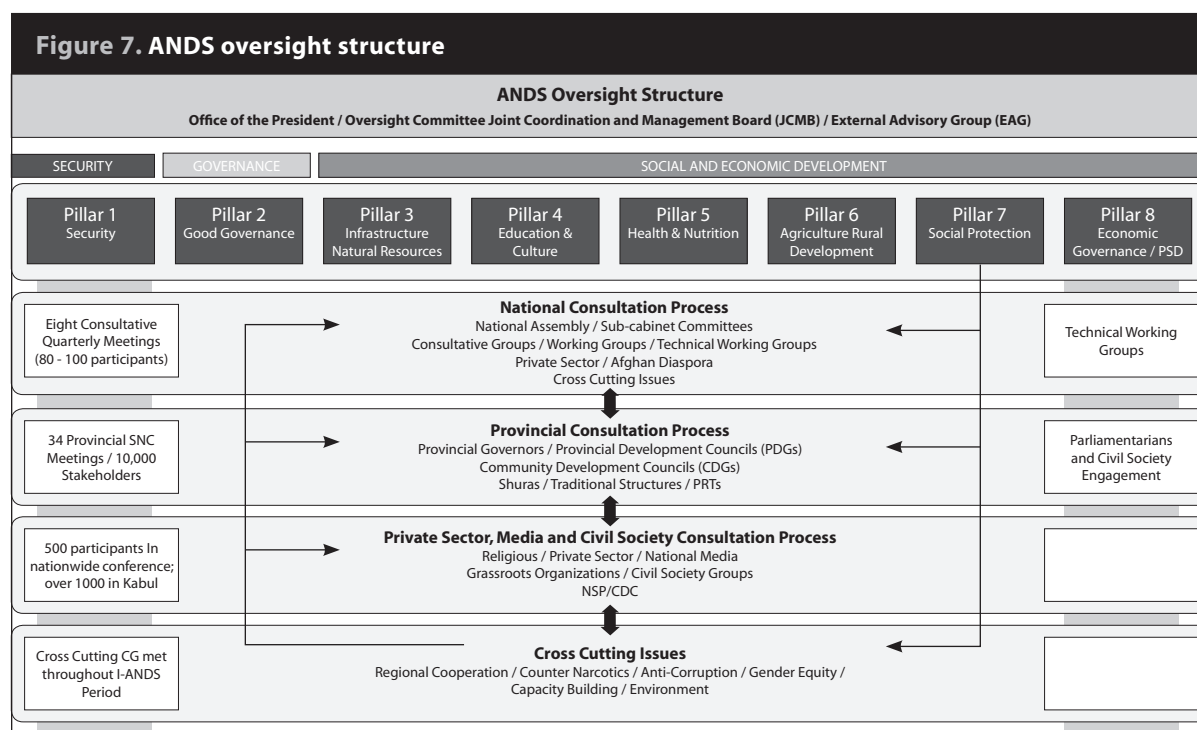 Figure 7. ANDS oversight structure
ANDS Oversight Structure
Office of the President / Oversight Committee Joint Coordination and Management Board (JCMB) / External Advisory Group (EAG)
SECURITY
GOVERNANCE
SOCIAL AND ECONOMIC DEVELOPMENT
Pillar 1
Security
Pillar 2
Good Governance
Pillar 3
Infrastructure
Natural Resources
Pillar 4
Education &
Culture
Pillar 5
Health & Nutrition
Pillar 6
Agriculture Rural
Development
Pillar 7
Social Protection
Pillar 8
Economic
Governance / PSD
Eight Consultative
Quarterly Meetings
(80 - 100 participants)
National Consultation Process
National Assembly / Sub-cabinet Committees
Consultative Groups / Working Groups / Technical Working Groups
Private Sector / Afghan Diaspora
Cross Cutting Issues
Technical Working
Groups
34 Provincial SNC
Meetings / 10,000
Stakeholders
Provincial Consultation Process
Provincial Governors / Provincial Development Councils (PDGs)
Community Development Councils (CDGs)
Shuras / Traditional Structures / PRTs
Parliamentarians
and Civil Society
Engagement
500 participants In
nationwide conference;
over 1000 in Kabul
Private Sector, Media and Civil Society Consultation Process
Religious / Private Sector / National Media
Grassroots Organizations / Civil Society Groups
NSP/CDC
Cross Cutting CG met
throughout I-ANDS
Period
Cross Cutting Issues
Regional Cooperation / Counter Narcotics / Anti-Corruption / Gender Equity /
Capacity Building / Environment